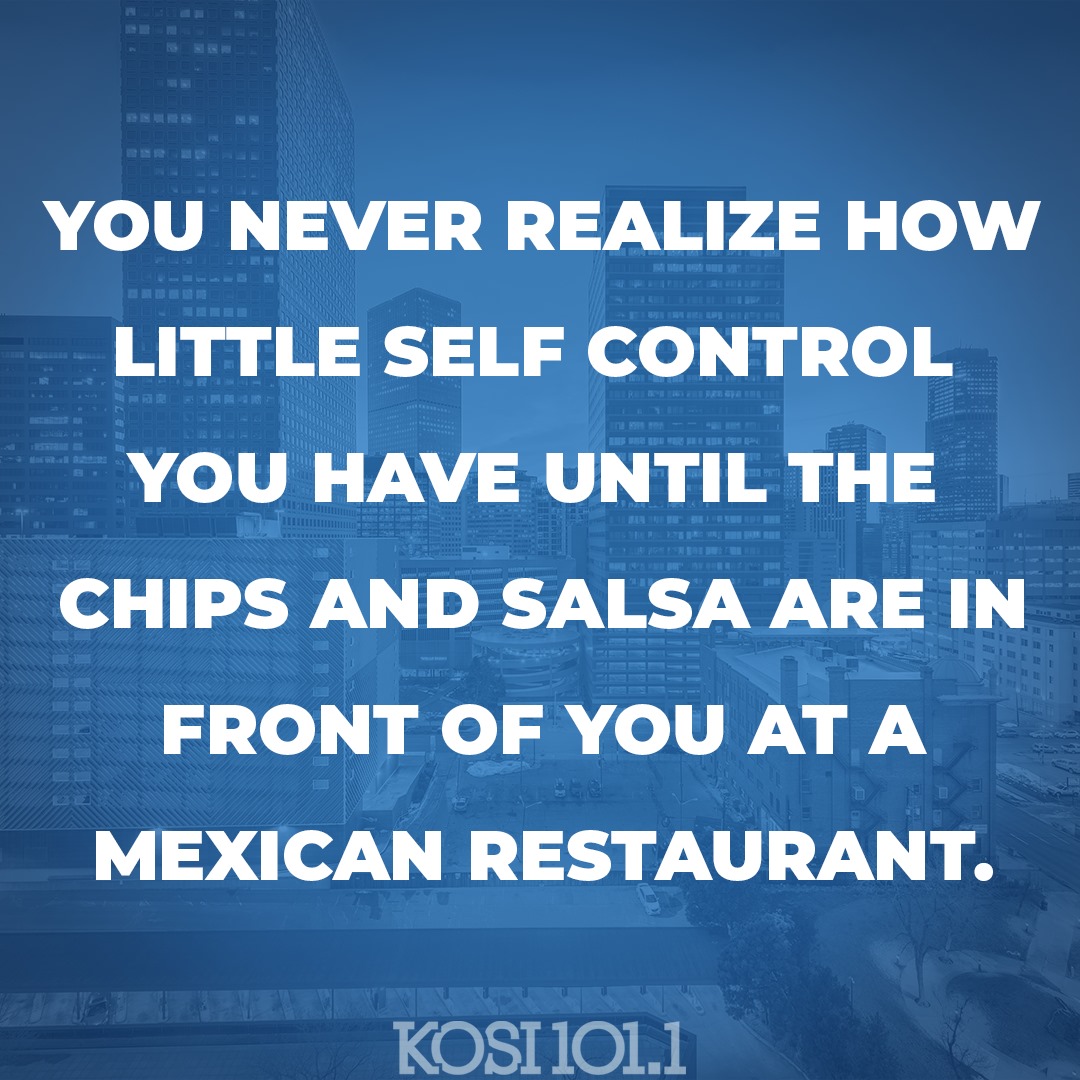 YOU NEVER REALIZE HOW
LITTLE SELF CONTROL
YOU HAVE UNTIL THE
CHIPS AND SALSA ARE IN
FRONT OF YOU AT A
MEXICAN RESTAURANT.
KOSI 101.1